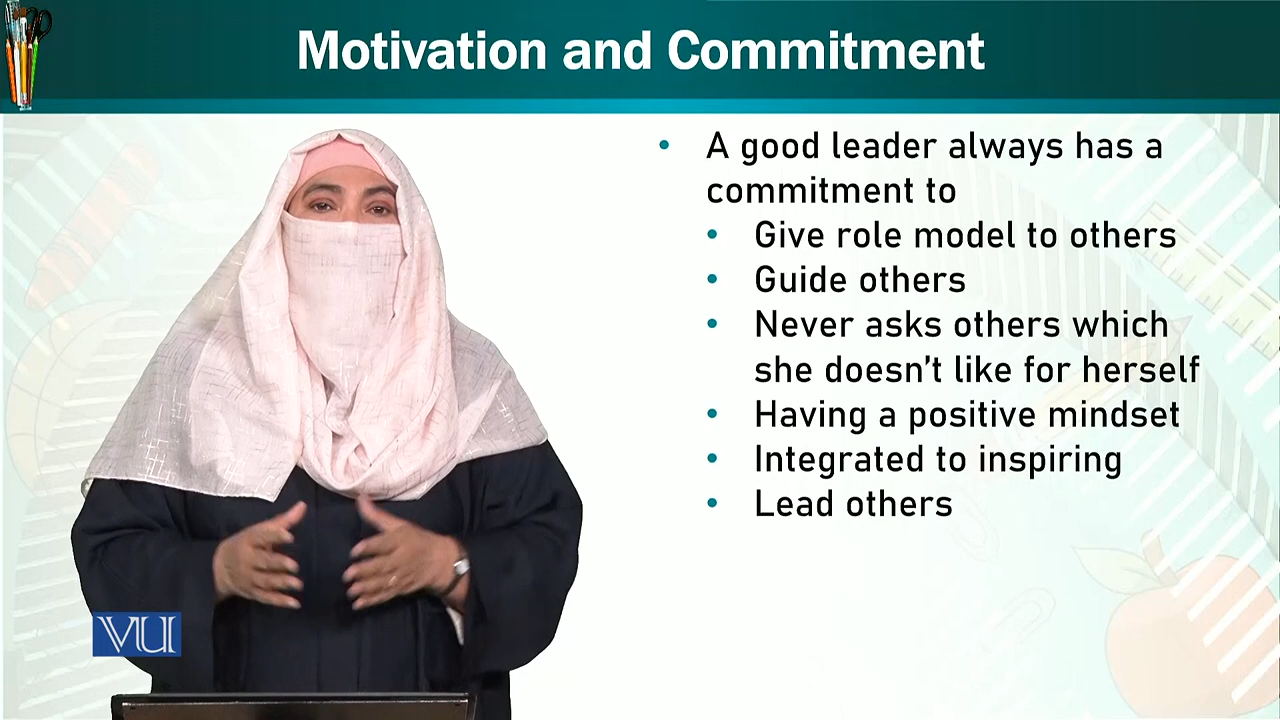 Motivation and Commitment
• A good leader always has a
commitment to
• Give role model to others
• Guide others
• Never asks others which
she doesn't like for herself
• Having a positive mindset
• Integrated to inspiring
• Lead others
VU